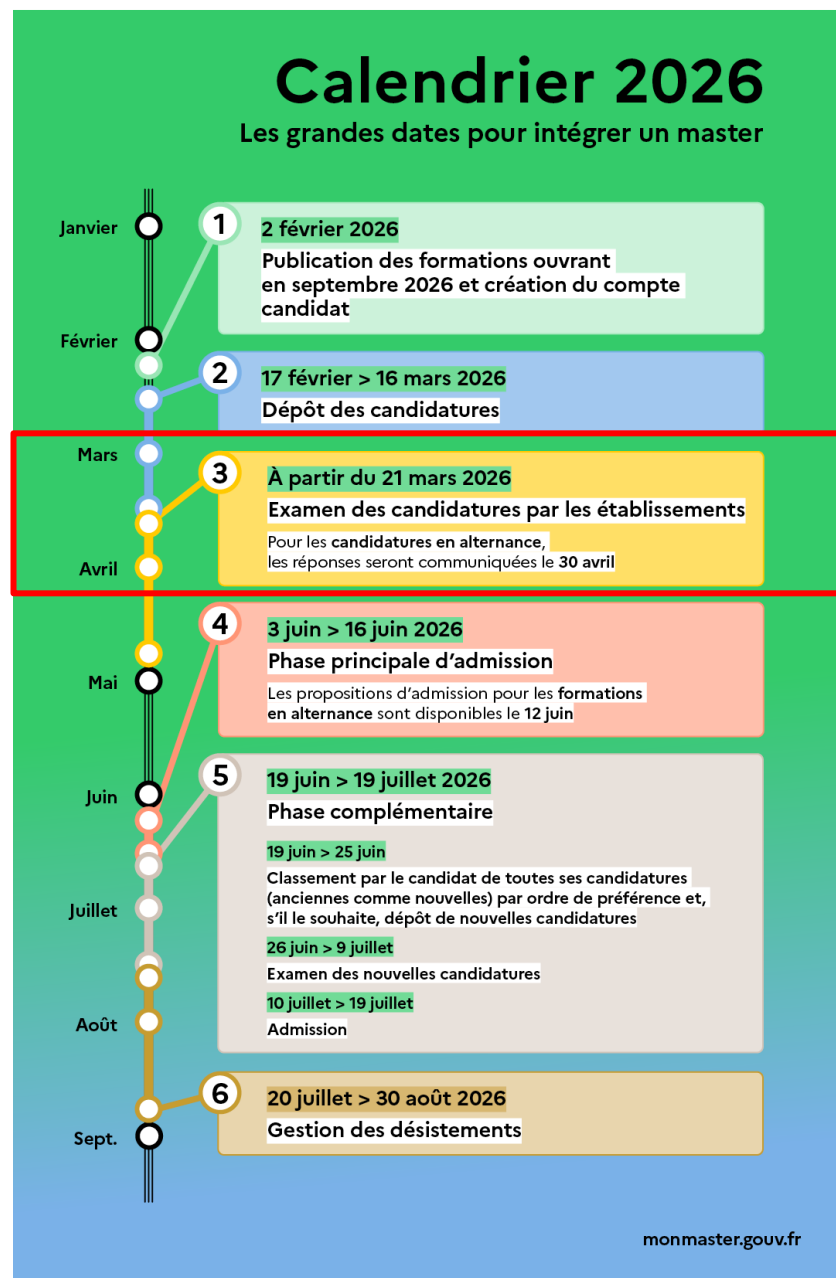 Calendrier 2026
Les grandes dates pour intégrer un master
Janvier
1
2 février 2026
Publication des formations ouvrant
en septembre 2026 et création du compte
candidat
Février
2
17 février > 16 mars 2026
Dépôt des candidatures
Mars
3
À partir du 21 mars 2026
Examen des candidatures par les établissements
Pour les candidatures en alternance,
les réponses seront communiquées le 30 avril
Avril
4
3 juin > 16 juin 2026
Phase principale d'admission
Les propositions d'admission pour les formations
en alternance sont disponibles le 12 juin
Mai
5
19 juin > 19 juillet 2026
Phase complémentaire
Juin
19 juin > 25 juin
Classement par le candidat de toutes ses candidatures
(anciennes comme nouvelles) par ordre de préférence et,
s'il le souhaite, dépôt de nouvelles candidatures
Juillet
26 juin > 9 juillet
Examen des nouvelles candidatures
10 juillet > 19 juillet
Admission
Août
6
20 juillet > 30 août 2026
Gestion des désistements
Sept.
monmaster.gouv.fr